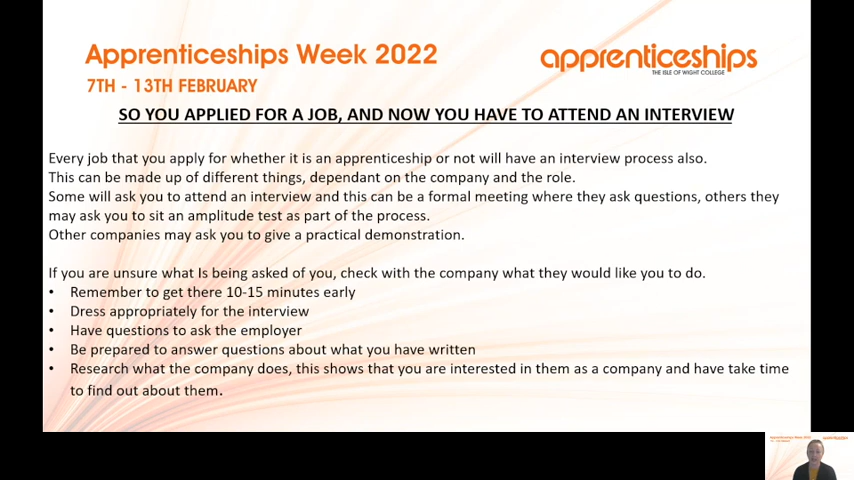 Apprenticeships Week 2022
7TH - 13TH FEBRUARY
apprenticeships
THE ISLE OF WIGHT COLLEGE
SO YOU APPLIED FOR A JOB, AND NOW YOU HAVE TO ATTEND AN INTERVIEW
Every job that you apply for whether it is an apprenticeship or not will have an interview process also.
This can be made up of different things, dependant on the company and the role.
Some will ask you to attend an interview and this can be a formal meeting where they ask questions, others they
may ask you to sit an amplitude test as part of the process.
Other companies may ask you to give a practical demonstration.
If you are unsure what Is being asked of you, check with the company what they would like you to do.
• Remember to get there 10-15 minutes early
• Dress appropriately for the interview
• Have questions to ask the employer
• Be prepared to answer questions about what you have written
• Research what the company does, this shows that you are interested in them as a company and have take time
to find out about them.